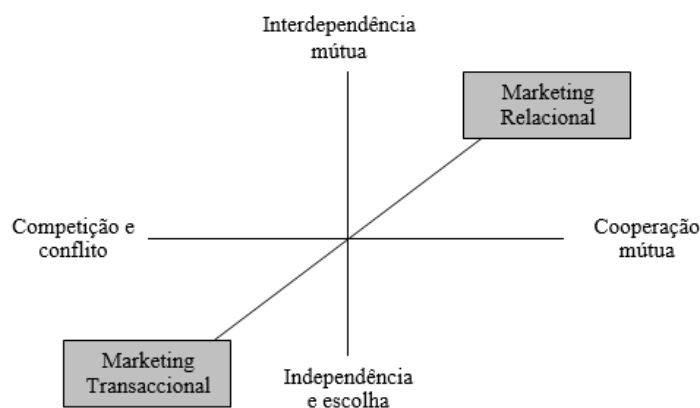 Interdependência
mútua
Marketing
Relacional
Competição e
conflito
Cooperação
mútua
Marketing
Transaccional
Independência
e escolha